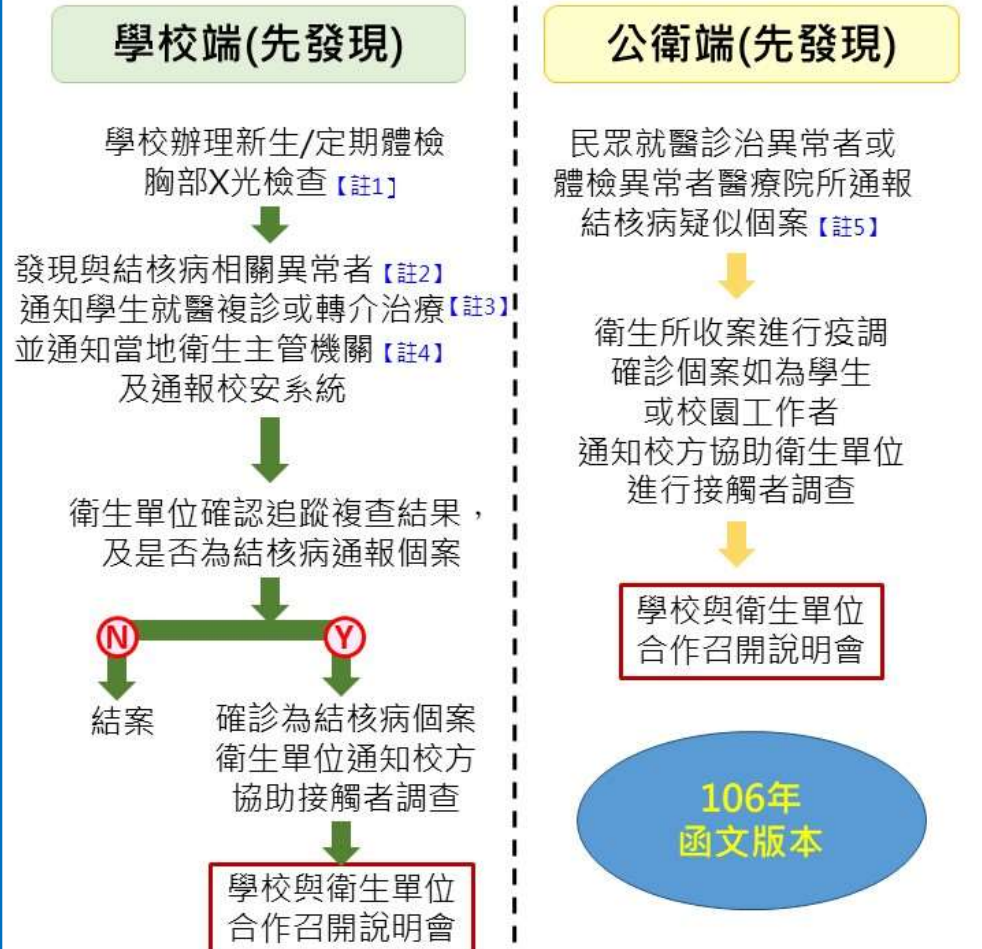 學校端(先發現)
學校辦理新生/定期體檢
胸部X光檢查【註1】
發現與結核病相關異常者【註2】
通知學生就醫複診或轉介治療【註3】
並通知當地衛生主管機關【註4】
及通報校安系統
衛生單位確認追蹤複查結果，
及是否為結核病通報個案
N
Y
結案
確診為結核病個案
衛生單位通知校方
協助接觸者調查
學校與衛生單位
合作召開說明會
公衛端(先發現)
民眾就醫診治異常者或
體檢異常者醫療院所通報
結核病疑似個案【註5】
衛生所收案進行疫調
確診個案如為學生
或校園工作者
通知校方協助衛生單位
進行接觸者調查
學校與衛生單位
合作召開說明會
106年
函文版本